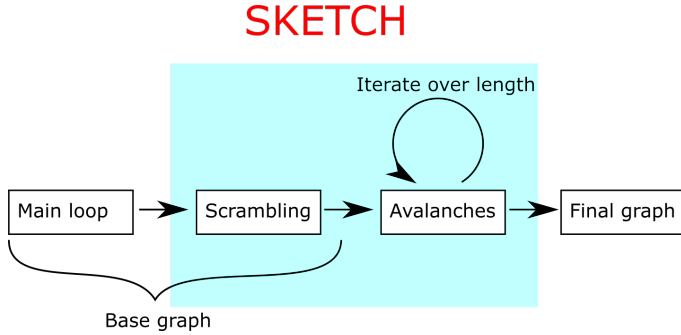 SKETCH
Iterate over length
Main loop
Scrambling
Avalanches
Final graph
Base graph